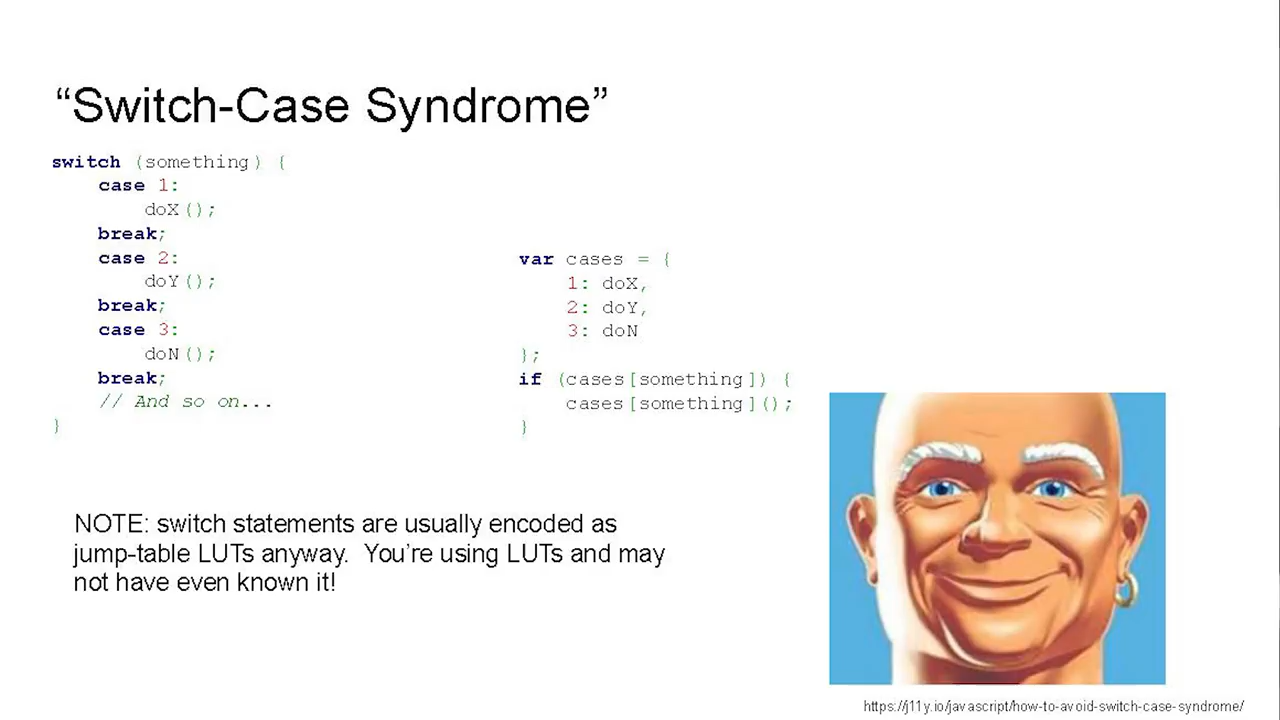 “Switch-Case Syndrome”
switch (something) {
    case 1:
        doX();
    break;
    case 2:
        doY();
    break;
    case 3:
        doN();
    break;
    // And so on...
}
var cases = {
    1: doX,
    2: doY,
    3: doN
};
if (cases[something]) {
    cases[something]();
}
NOTE: switch statements are usually encoded as
jump-table LUTs anyway.  You’re using LUTs and may
not have even known it!
https://j11y.io/javascript/how-to-avoid-switch-case-syndrome/